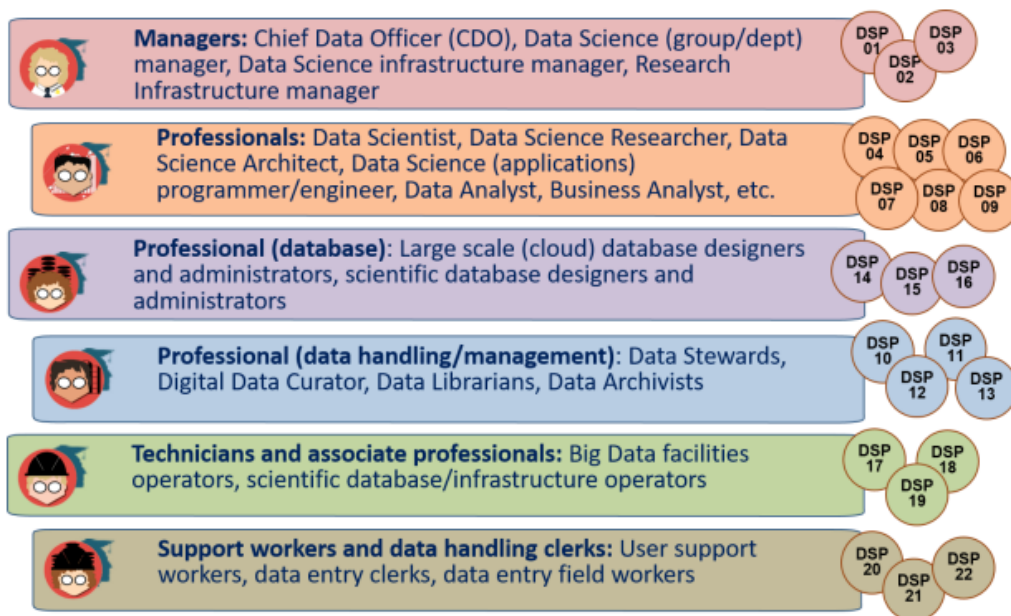 Managers: Chief Data Officer (CDO), Data Science (group/dept)
manager, Data Science infrastructure manager, Research
Infrastructure manager
DSP
01
DSP
02
DSP
03
Professionals: Data Scientist, Data Science Researcher, Data
Science Architect, Data Science (applications)
programmer/engineer, Data Analyst, Business Analyst, etc.
DSP
04
DSP
05
DSP
06
DSP
07
DSP
08
DSP
09
Professional (database): Large scale (cloud) database designers
and administrators, scientific database designers and
administrators
DSP
14
DSP
15
DSP
16
Professional (data handling/management): Data Stewards,
Digital Data Curator, Data Librarians, Data Archivists
DSP
10
DSP
11
DSP
12
DSP
13
Technicians and associate professionals: Big Data facilities
operators, scientific database/infrastructure operators
DSP
17
DSP
18
DSP
19
Support workers and data handling clerks: User support
workers, data entry clerks, data entry field workers
DSP
20
DSP
21
DSP
22